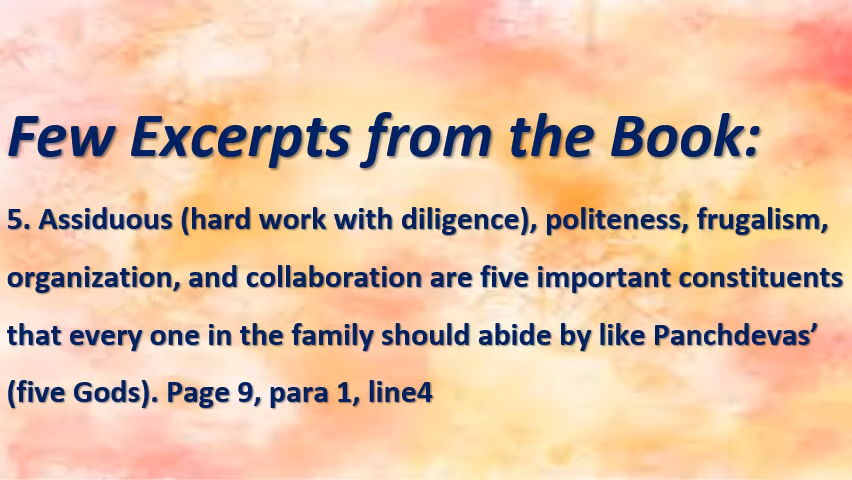 Few Excerpts from the Book:
5. Assiduous (hard work with diligence), politeness, frugalism,
organization, and collaboration are five important constituents
that every one in the family should abide by like Panchdevas’
(five Gods). Page 9, para 1, line4